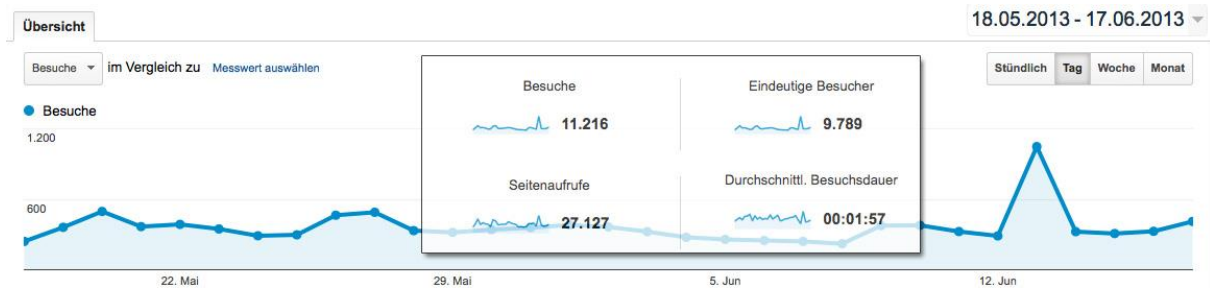 Übersicht
18.05.2013 - 17.06.2013
Besuche im Vergleich zu Messwert auswählen
Stündlich Tag Woche Monat
Besuche
1.200
600
Besuche
11.216
Eindeutige Besucher
9.789
Seitenaufrufe
27.127
Durchschnittl. Besuchsdauer
00:01:57
22. Mai 29. Mai 5. Jun 12. Jun